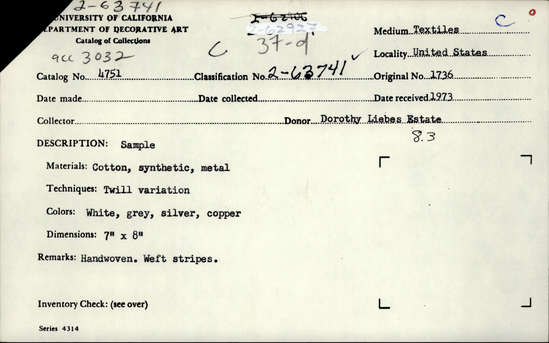 2-63741
UNIVERSITY OF CALIFORNIA
DEPARTMENT OF DECORATIVE ART
Catalog of Collections
acc 3032
C 37-d
Medium Textiles C
Locality United States
Catalog No. 4751 Classification No. 2-63741 ✓ Original No. 1736
Date made Date collected Date received 1973
Collector Donor Dorothy Liebes Estate
8.3
DESCRIPTION: Sample
Materials: Cotton, synthetic, metal
Techniques: Twill variation
Colors: White, grey, silver, copper
Dimensions: 7" x 8"
Remarks: Handwoven. Weft stripes.
Inventory Check: (see over)
Series 4314